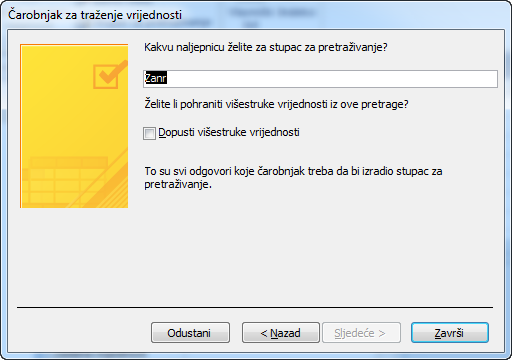 Čarobnjak za traženje vrijednosti
Kakvu naljepnicu želite za stupac za pretraživanje?
Zanr
Želite li pohraniti višestruke vrijednosti iz ove pretrage?
Dopusti višestruke vrijednosti
To su svi odgovori koje čarobnjak treba da bi izradio stupac za
pretraživanje.
Odustani
< Nazad
Sljedeće >
Završi